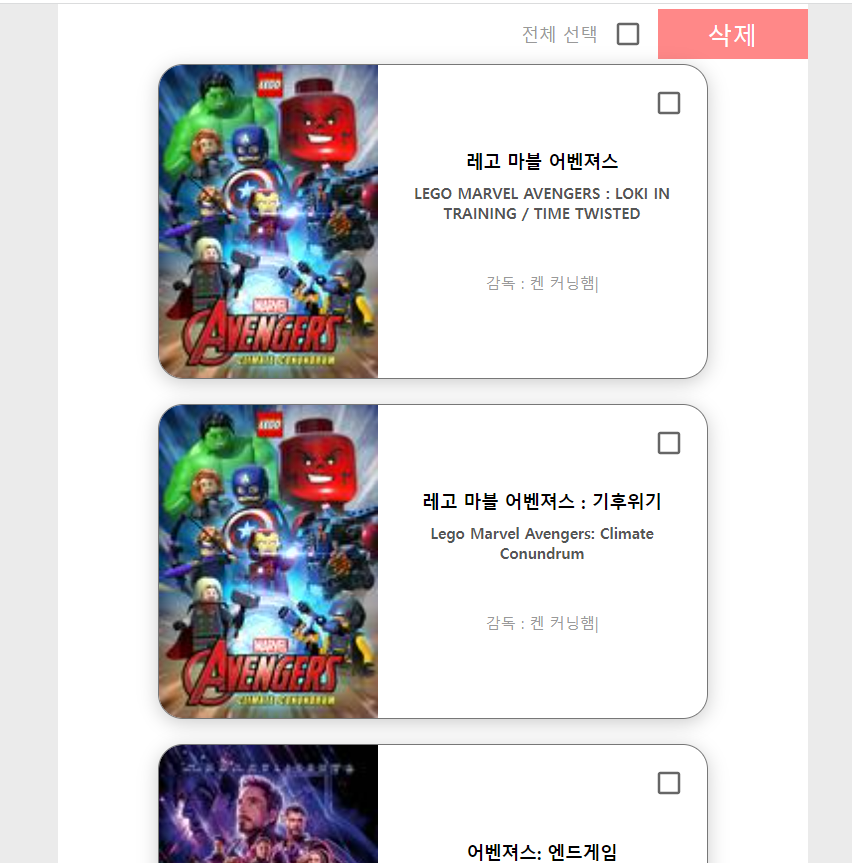 전체 선택
삭제
LEGO
레고 마블 어벤져스
LEGO MARVEL AVENGERS : LOKI IN
TRAINING / TIME TWISTED
감독 : 켄 커닝햄|
MARVEL
AVENGERS
CLIMATE CONUNDRUM
LEGO
레고 마블 어벤져스 : 기후위기
Lego Marvel Avengers: Climate
Conundrum
감독 : 켄 커닝햄|
MARVEL
AVENGERS
CLIMATE CONUNDRUM
어벤져스: 엔드게임